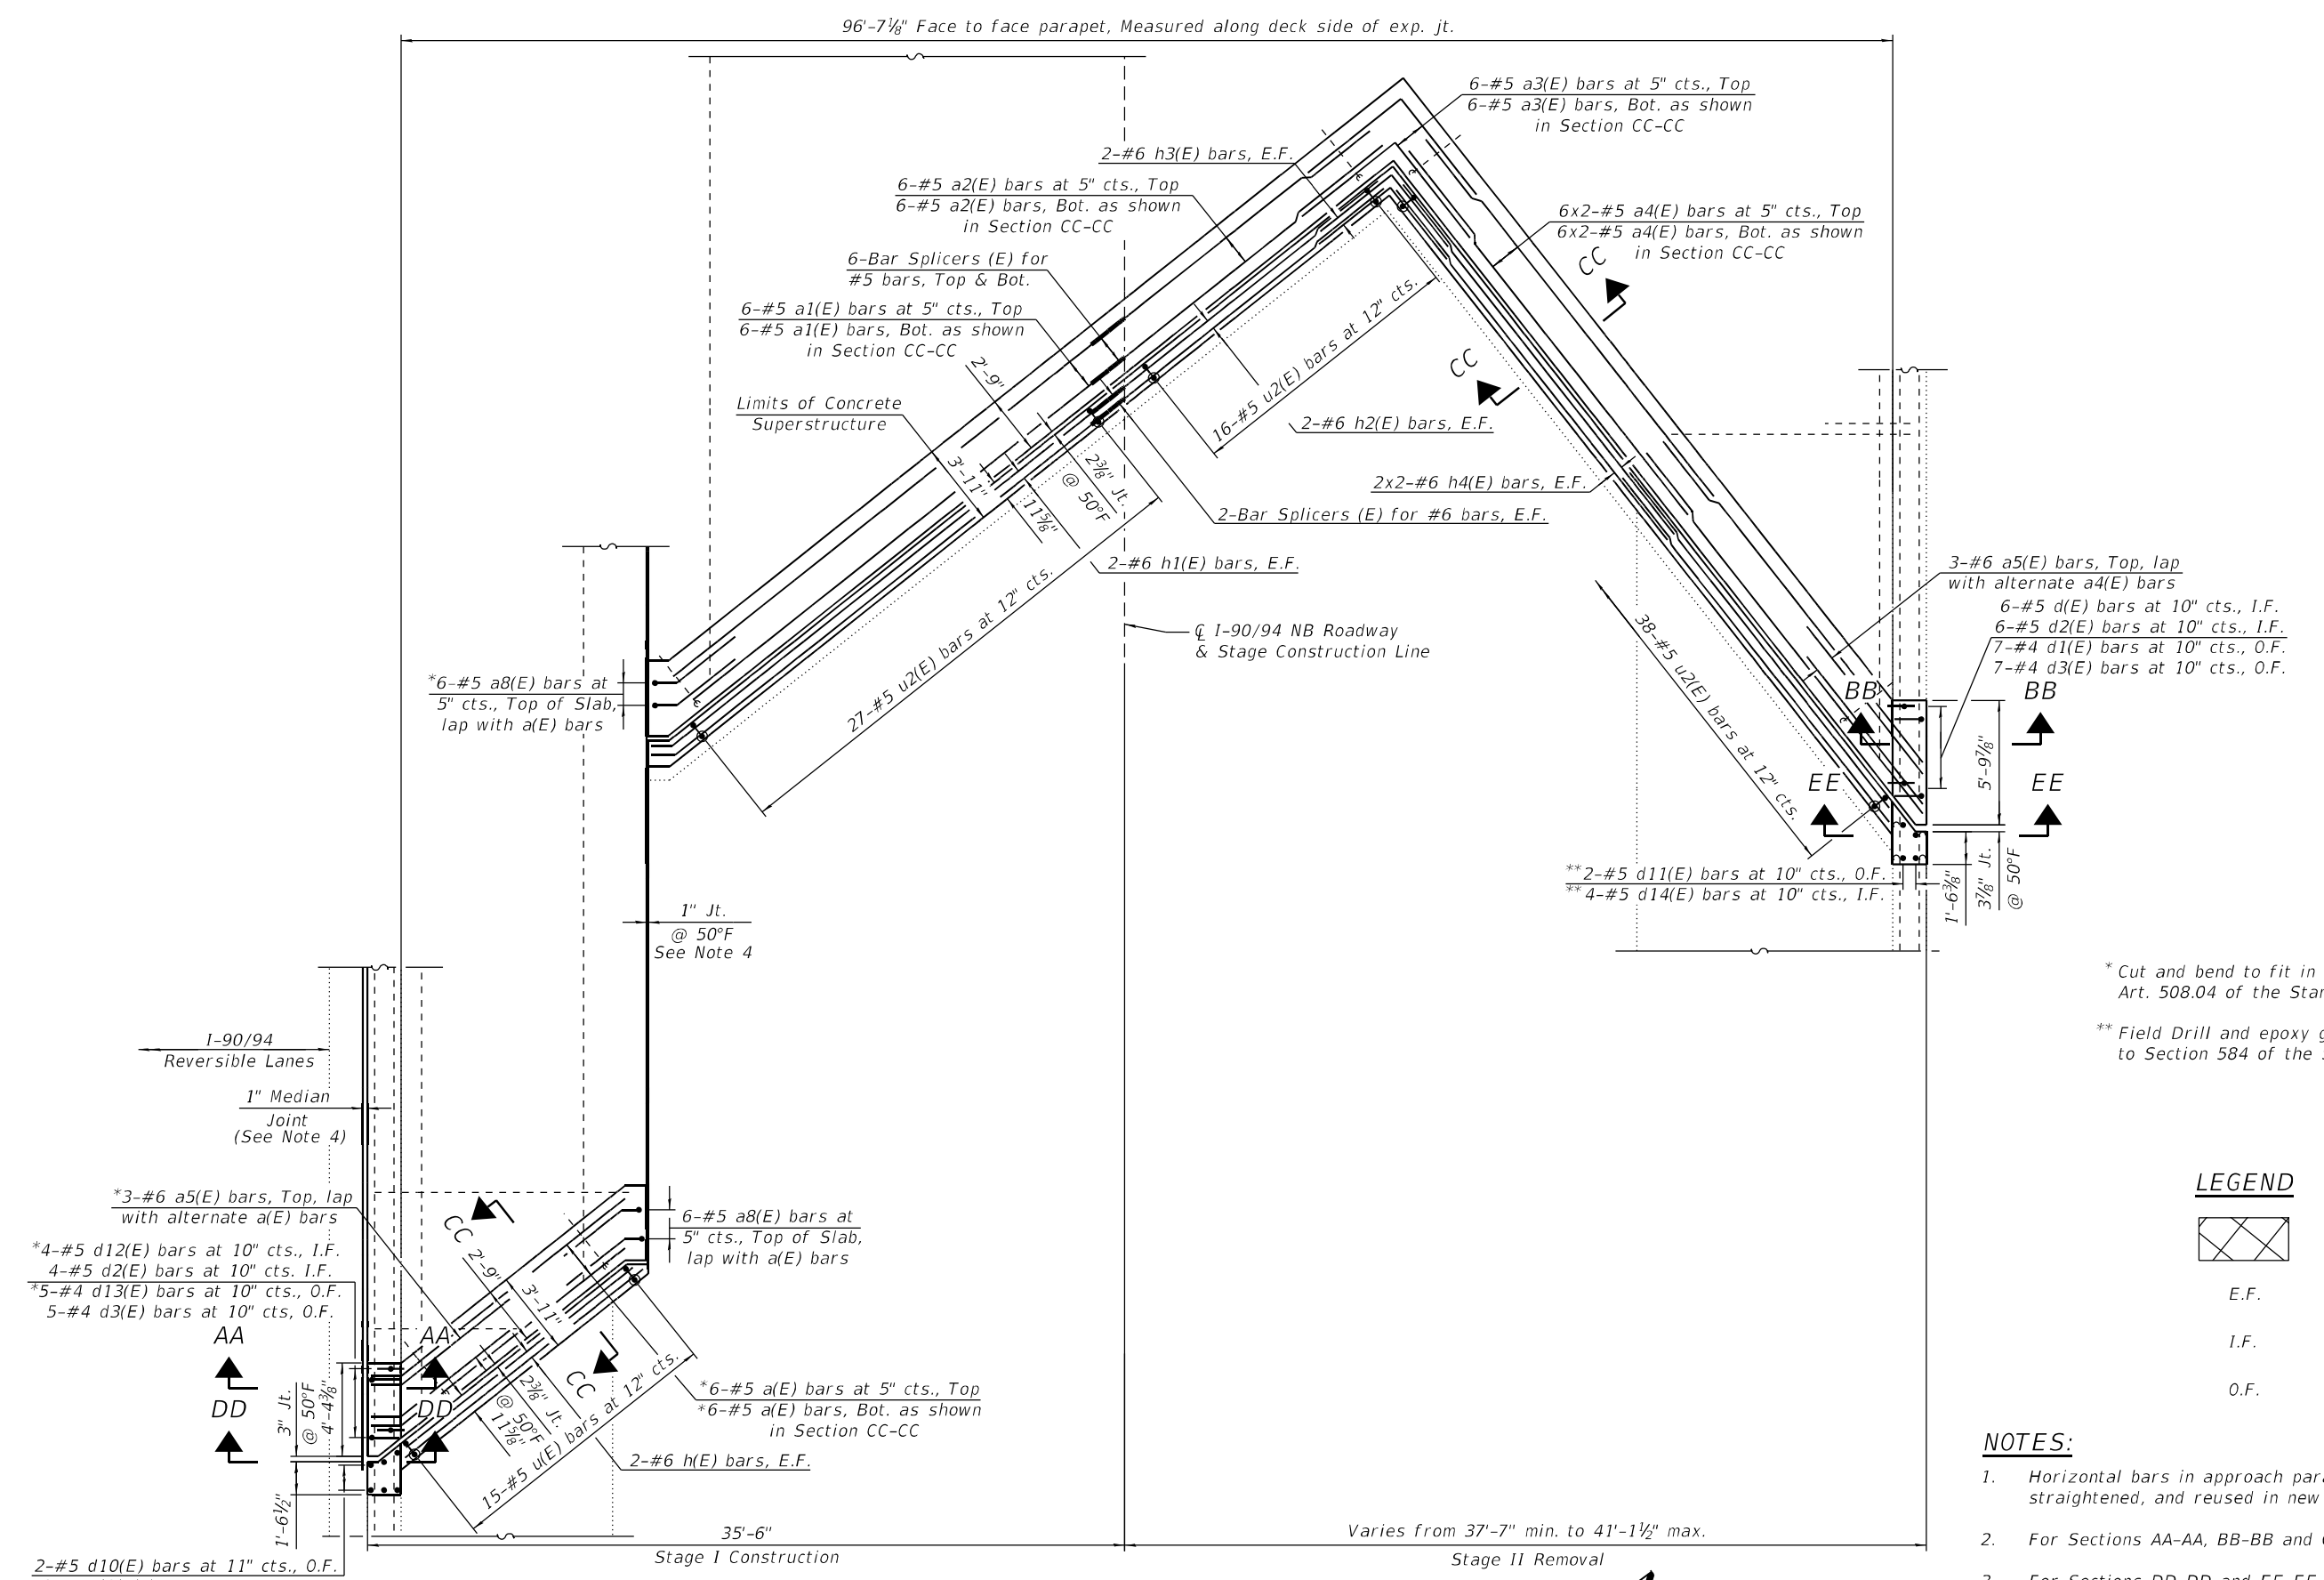 96'-7⅛" Face to face parapet, Measured along deck side of exp. jt.
6-#5 a3(E) bars at 5" cts., Top
6-#5 a3(E) bars, Bot. as shown
in Section CC-CC
2-#6 h3(E) bars, E.F.
6-#5 a2(E) bars at 5" cts., Top
6-#5 a2(E) bars, Bot. as shown
in Section CC-CC
6x2-#5 a4(E) bars at 5" cts., Top
6x2-#5 a4(E) bars, Bot. as shown
in Section CC-CC
6-Bar Splicers (E) for
#5 bars, Top & Bot.
6-#5 a1(E) bars at 5" cts., Top
6-#5 a1(E) bars, Bot. as shown
in Section CC-CC
CC
CC
2'-9"
16-#5 u2(E) bars at 12" cts.
Limits of Concrete
Superstructure
2-#6 h2(E) bars, E.F.
3'-11"
2⅜" Jt.
@ 50°F
11⅝"
2x2-#6 h4(E) bars, E.F.
2-Bar Splicers (E) for #6 bars, E.F.
2-#6 h1(E) bars, E.F.
27-#5 u2(E) bars at 12" cts.
3-#6 a5(E) bars, Top, lap
with alternate a4(E) bars
6-#5 d(E) bars at 10" cts., I.F.
6-#5 d2(E) bars at 10" cts., I.F.
7-#4 d1(E) bars at 10" cts., O.F.
7-#4 d3(E) bars at 10" cts., O.F.
℄ I-90/94 NB Roadway
& Stage Construction Line
38-#5 u2(E) bars at 12" cts.
*6-#5 a8(E) bars at
5" cts., Top of Slab,
lap with a(E) bars
BB
BB
5'-9⅞"
EE
EE
**2-#5 d11(E) bars at 10" cts., O.F.
**4-#5 d14(E) bars at 10" cts., I.F.
1'-6⅜"
3⅞" Jt.
@ 50°F
1" Jt.
@ 50°F
See Note 4
* Cut and bend to fit in
Art. 508.04 of the
** Field Drill and epoxy
to Section 584 of the
I-90/94
Reversible Lanes
1" Median
Joint
(See Note 4)
LEGEND
E.F.
I.F.
O.F.
*3-#6 a5(E) bars, Top, lap
with alternate a(E) bars
*4-#5 d12(E) bars at 10" cts., I.F.
4-#5 d2(E) bars at 10" cts. I.F.
*5-#4 d13(E) bars at 10" cts., O.F.
5-#4 d3(E) bars at 10" cts, O.F.
CC
2'-9"
3'-11"
6-#5 a8(E) bars at
5" cts., Top of Slab,
lap with a(E) bars
AA
AA
DD
DD
3" Jt.
@ 50°F
4'-4⅜"
1'-6½"
CC
2⅜" Jt.
@ 50°F
11⅝"
15-#5 u(E) bars at 12" cts.
*6-#5 a(E) bars at 5" cts., Top
*6-#5 a(E) bars, Bot. as shown
in Section CC-CC
2-#6 h(E) bars, E.F.
NOTES:
1. Horizontal bars in approach
straightened, and reused in new
2. For Sections AA-AA, BB-BB and
35'-6"
Stage I Construction
Varies from 37'-7" min. to 41'-1½" max.
Stage II Removal
2-#5 d10(E) bars at 11" cts., O.F.